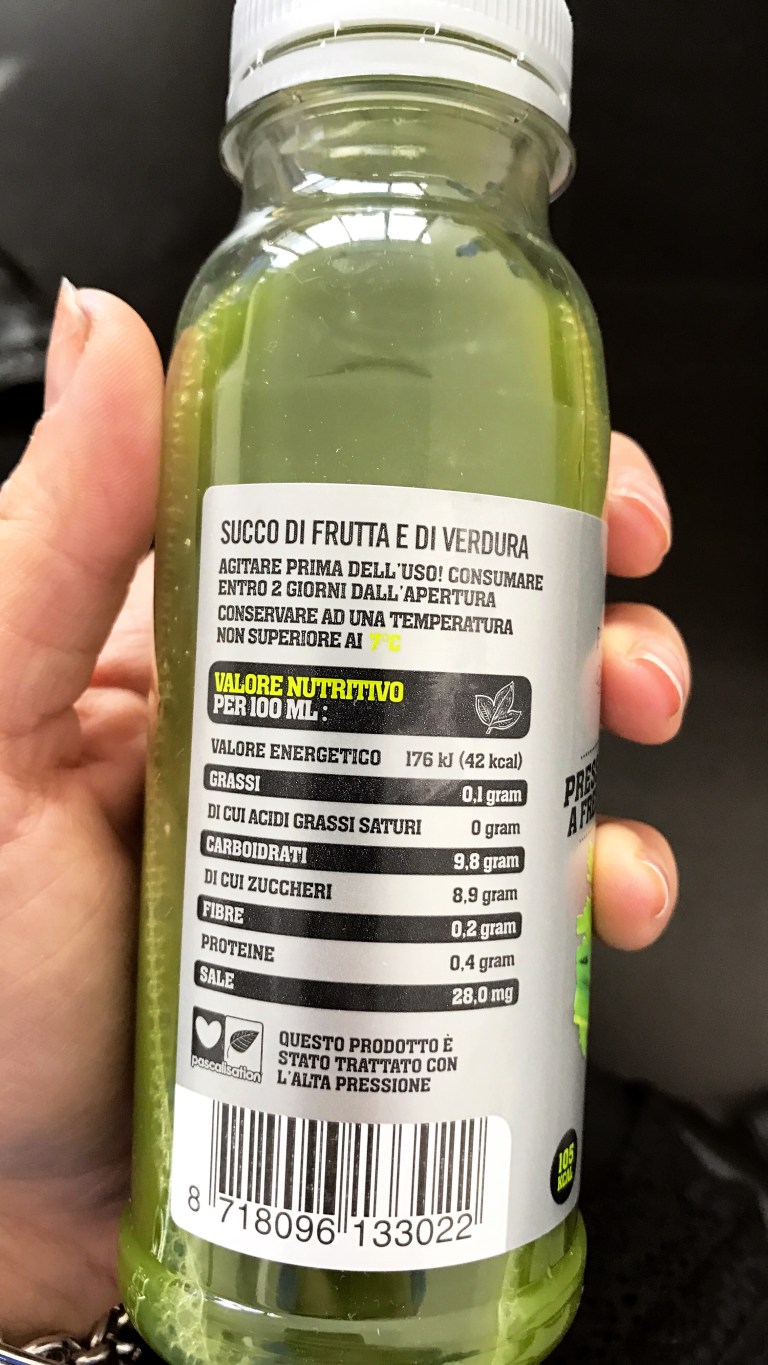 SUCCO DI FRUTTA E DI VERDURA
AGITARE PRIMA DELL'USO! CONSUMARE
ENTRO 2 GIORNI DALL'APERTURA
CONSERVARE AD UNA TEMPERATURA
NON SUPERIORE AI 7°C
VALORE NUTRITIVO
PER 100 ML :
VALORE ENERGETICO 176 kJ (42 kcal)
GRASSI 0,1 gram
DI CUI ACIDI GRASSI SATURI 0 gram
CARBOIDRATI 9,8 gram
DI CUI ZUCCHERI 8,9 gram
FIBRE 0,2 gram
PROTEINE 0,4 gram
SALE 28,0 mg
pascalisation
QUESTO PRODOTTO È
STATO TRATTATO CON
L'ALTA PRESSIONE
8 718096 133022
105
KCAL